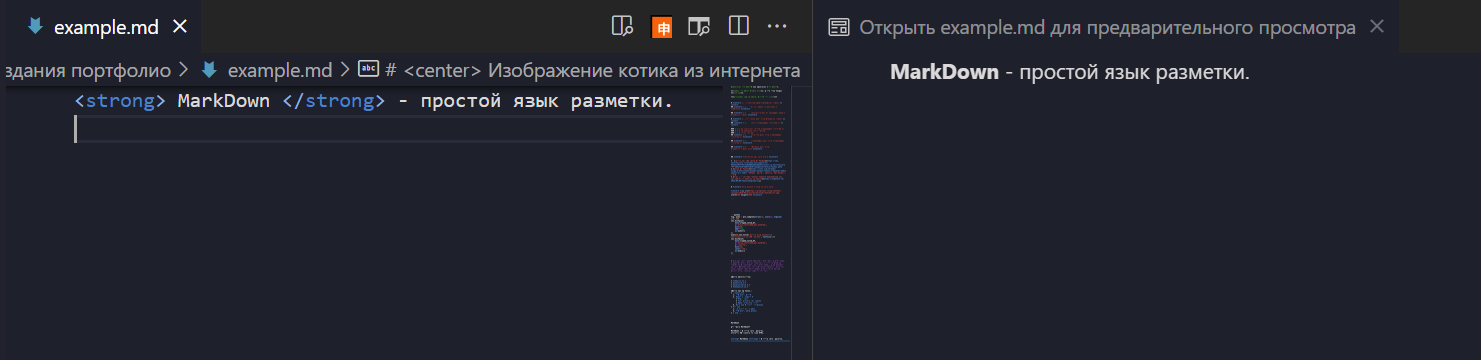 example.md
Открыть example.md для предварительного просмотра
здания портфолио > example.md > abc # <center> Изображение котика из интернета
<strong> MarkDown </strong> - простой язык разметки.
MarkDown - простой язык разметки.